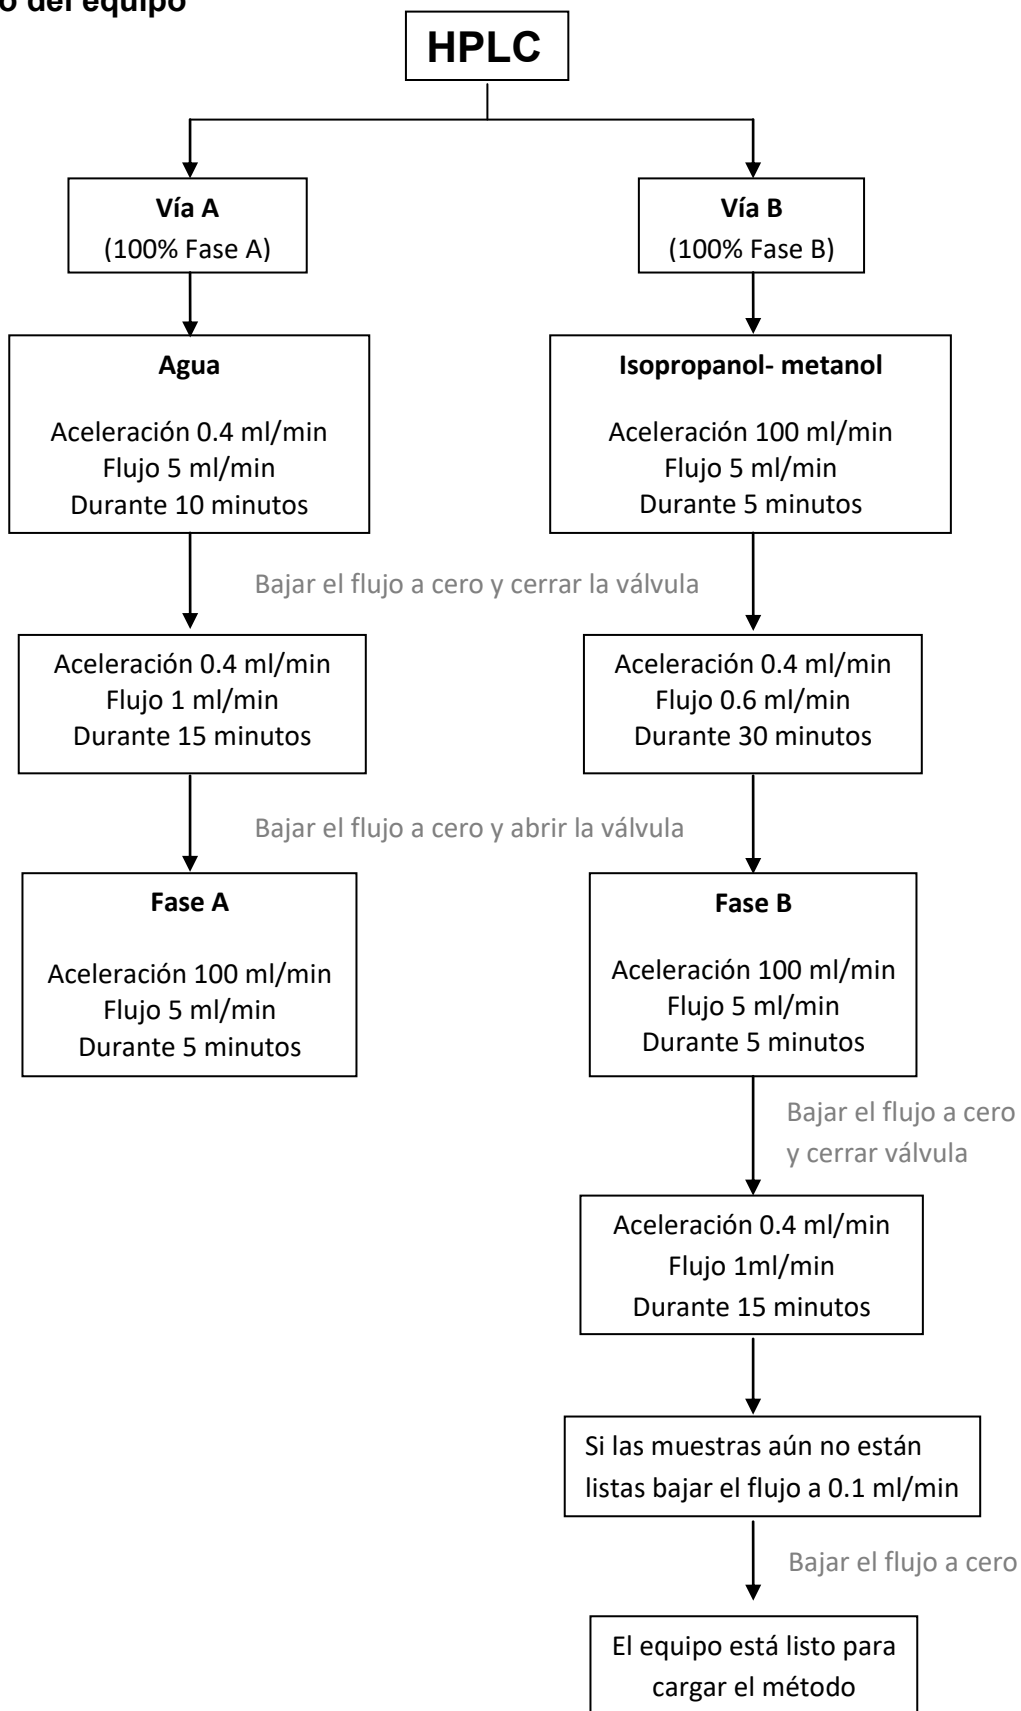 o del equipo
HPLC
Vía A
(100% Fase A)
Vía B
(100% Fase B)
Agua
Aceleración 0.4 ml/min
Flujo 5 ml/min
Durante 10 minutos
Isopropanol- metanol
Aceleración 100 ml/min
Flujo 5 ml/min
Durante 5 minutos
Bajar el flujo a cero y cerrar la válvula
Aceleración 0.4 ml/min
Flujo 1 ml/min
Durante 15 minutos
Aceleración 0.4 ml/min
Flujo 0.6 ml/min
Durante 30 minutos
Bajar el flujo a cero y abrir la válvula
Fase A
Aceleración 100 ml/min
Flujo 5 ml/min
Durante 5 minutos
Fase B
Aceleración 100 ml/min
Flujo 5 ml/min
Durante 5 minutos
Bajar el flujo a cero
y cerrar válvula
Aceleración 0.4 ml/min
Flujo 1ml/min
Durante 15 minutos
Si las muestras aún no están
listas bajar el flujo a 0.1 ml/min
Bajar el flujo a cero
El equipo está listo para
cargar el método